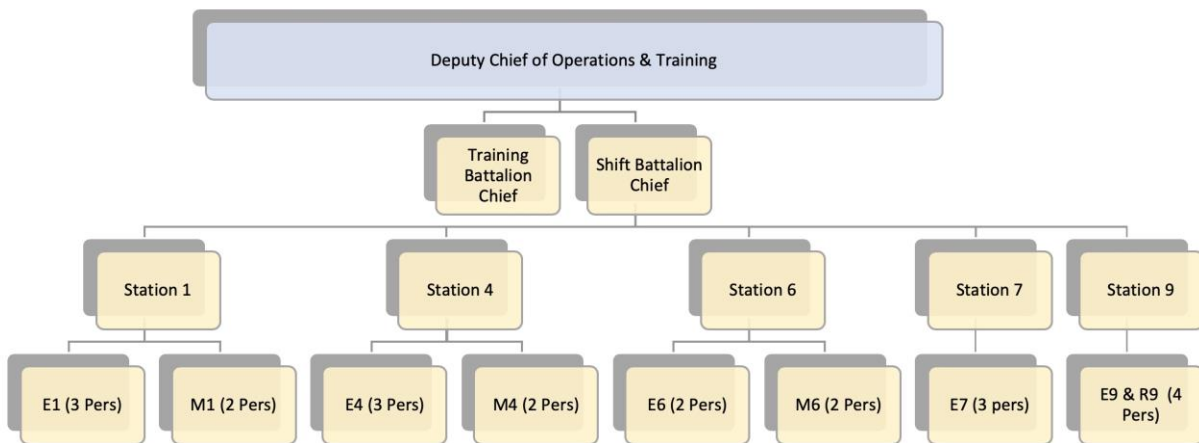 Deputy Chief of Operations & Training
Training
Battalion
Chief
Shift Battalion
Chief
Station 1
Station 4
Station 6
Station 7
Station 9
E1 (3 Pers)
M1 (2 Pers)
E4 (3 Pers)
M4 (2 Pers)
E6 (2 Pers)
M6 (2 Pers)
E7 (3 pers)
E9 & R9 (4
Pers)